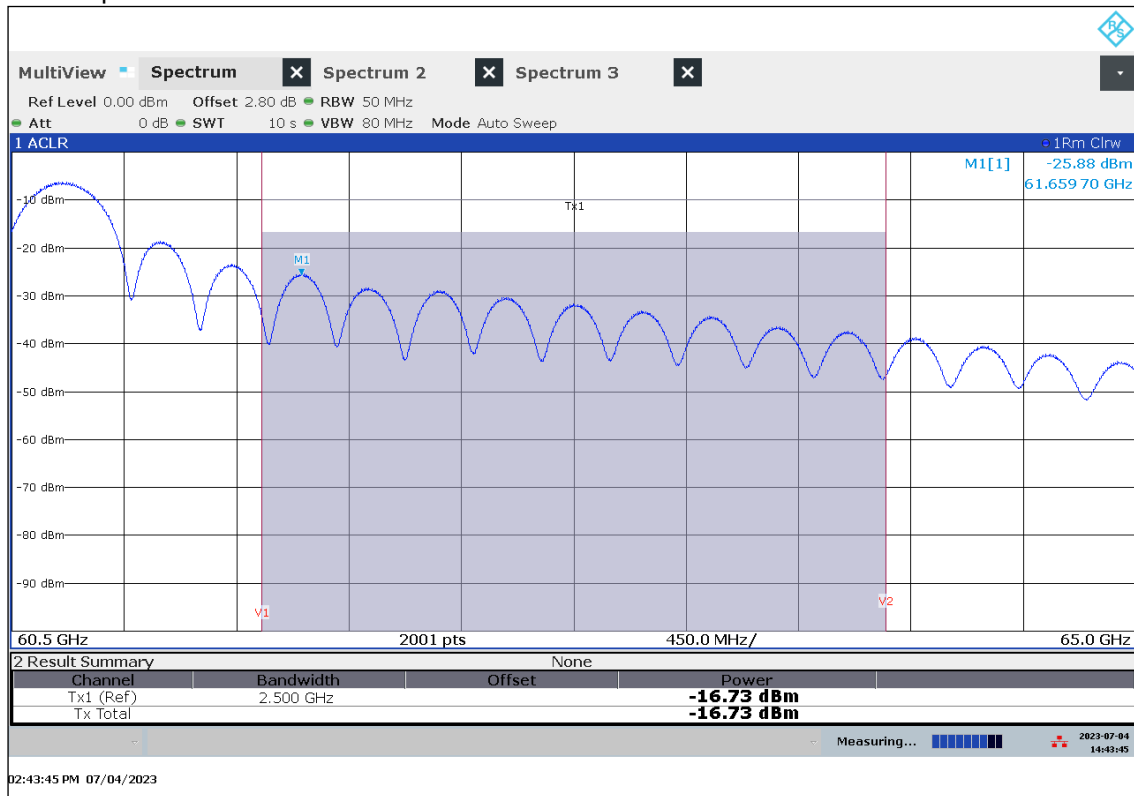 R&S
MultiView Spectrum Spectrum 2 Spectrum 3
Ref Level 0.00 dBm Offset 2.80 dB RBW 50 MHz
Att 0 dB SWT 10 s VBW 80 MHz Mode Auto Sweep
1 ACLR 1Rm Clrw
M1[1] -25.88 dBm
61.659 70 GHz
-10 dBm
Tx1
-20 dBm
M1
-30 dBm
-40 dBm
-50 dBm
-60 dBm
-70 dBm
-80 dBm
-90 dBm
V1 V2
60.5 GHz 2001 pts 450.0 MHz/ 65.0 GHz
2 Result Summary None
Channel Bandwidth Offset Power
Tx1 (Ref) 2.500 GHz -16.73 dBm
Tx Total -16.73 dBm
Measuring... 2023-07-04
14:43:45
02:43:45 PM 07/04/2023